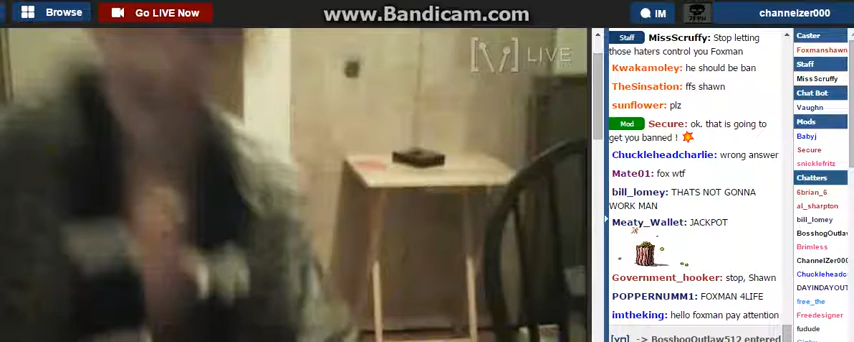 Browse
Go LIVE Now
www.Bandicam.com
IM
channelzer000
LIVE
Staff MissScruffy: Stop letting
those haters control you Foxman
Kwakamoley: he should be ban
TheSinsation: ffs shawn
sunflower: plz
Mod Secure: ok. that is going to
get you banned !
Chuckleheadcharlie: wrong answer
Mate01: fox wtf
bill_lomey: THATS NOT GONNA
WORK MAN
Meaty_Wallet: JACKPOT
Government_hooker: stop, Shawn
POPPERNUMM1: FOXMAN 4LIFE
imtheking: hello foxman pay attention
-> BosshogOutlaw512 entered
Caster
Foxmanshawn
Staff
MissScruffy
Chat Bot
Vaughn
Mods
Babyj
Secure
snicklefritz
Chatters
6brian_6
al_sharpton
bill_lomey
BosshogOutlaw
Brimless
ChannelZer000
Chucklehead
DAYINDAYOUT
free_the
Freedesigner
fudude